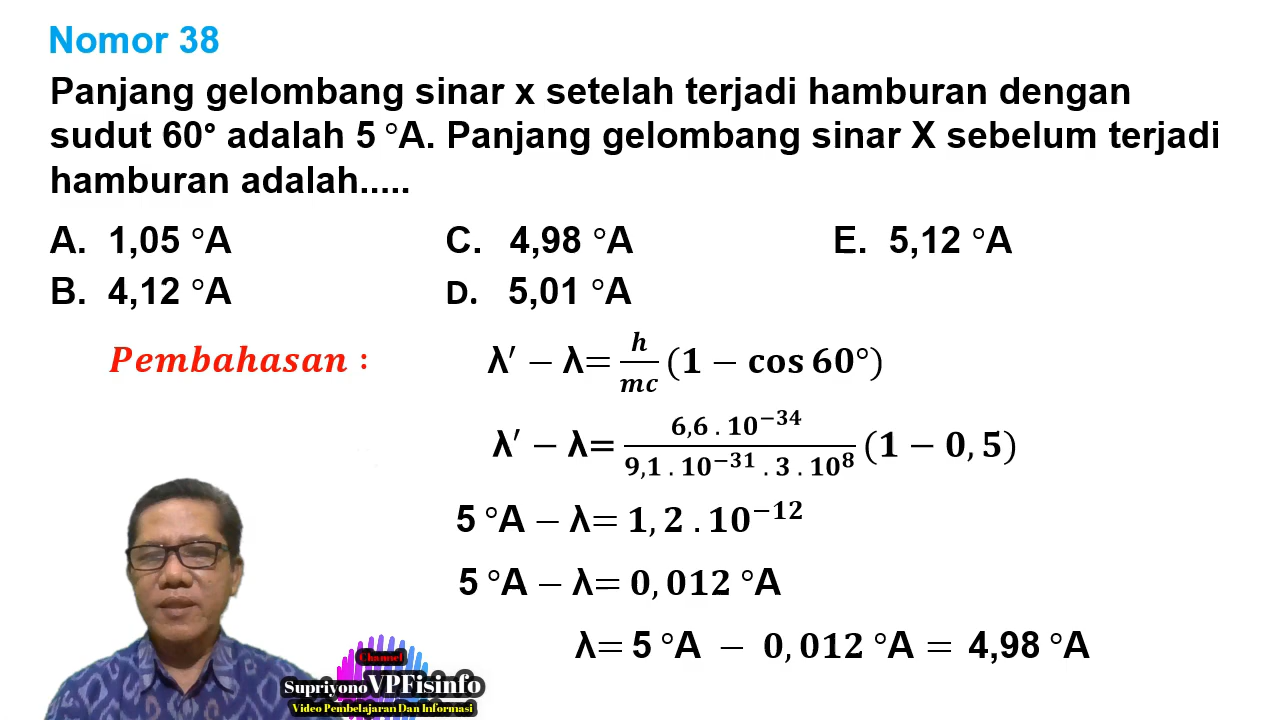 Nomor 38
Panjang gelombang sinar x setelah terjadi hamburan dengan
sudut 60° adalah 5 °A. Panjang gelombang sinar X sebelum terjadi
hamburan adalah.....
A. 1,05 °A C. 4,98 °A E. 5,12 °A
B. 4,12 °A D. 5,01 °A
Pembahasan : λ′ − λ= h/mc (1 − cos 60°)
λ′ − λ= 6,6 . 10⁻³⁴ / 9,1 . 10⁻³¹ . 3 . 10⁸ (1 − 0,5)
5 °A − λ= 1,2 . 10⁻¹²
5 °A − λ= 0,012 °A
λ= 5 °A − 0,012 °A = 4,98 °A
Channel
SupriyonoVPFisinfo
Video Pembelajaran Dan Informasi